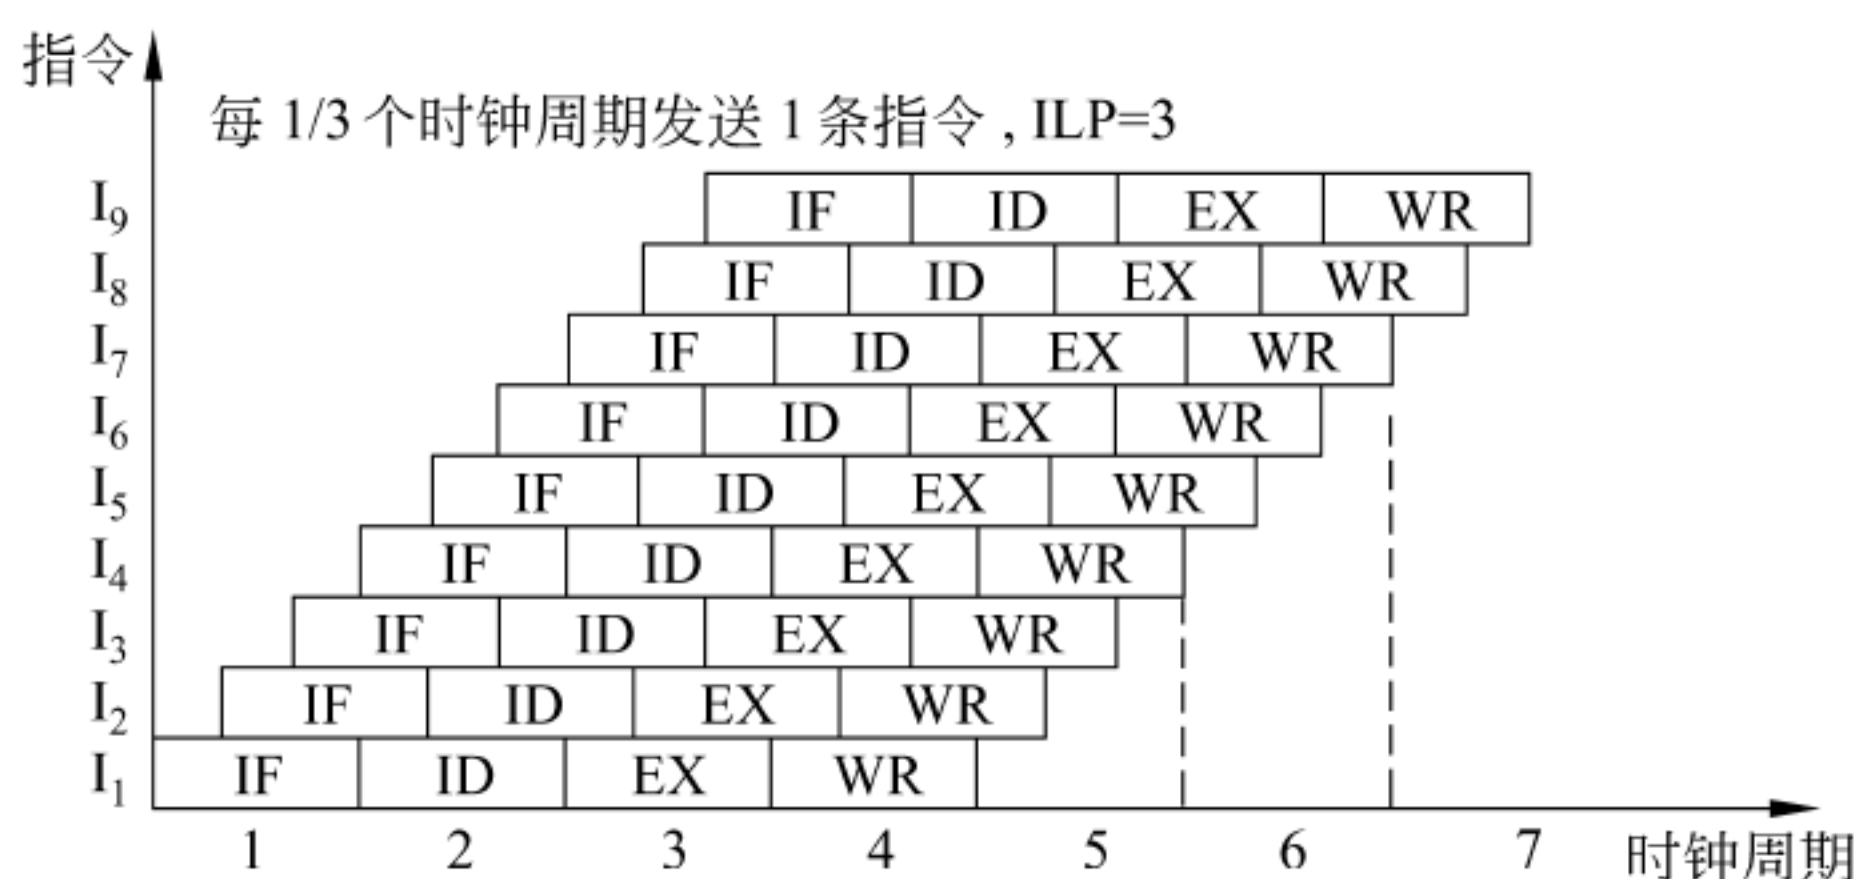 指令
每 1/3 个时钟周期发送 1 条指令 , ILP=3
I9 IF ID EX WR
I8 IF ID EX WR
I7 IF ID EX WR
I6 IF ID EX WR
I5 IF ID EX WR
I4 IF ID EX WR
I3 IF ID EX WR
I2 IF ID EX WR
I1 IF ID EX WR
1 2 3 4 5 6 7 时钟周期